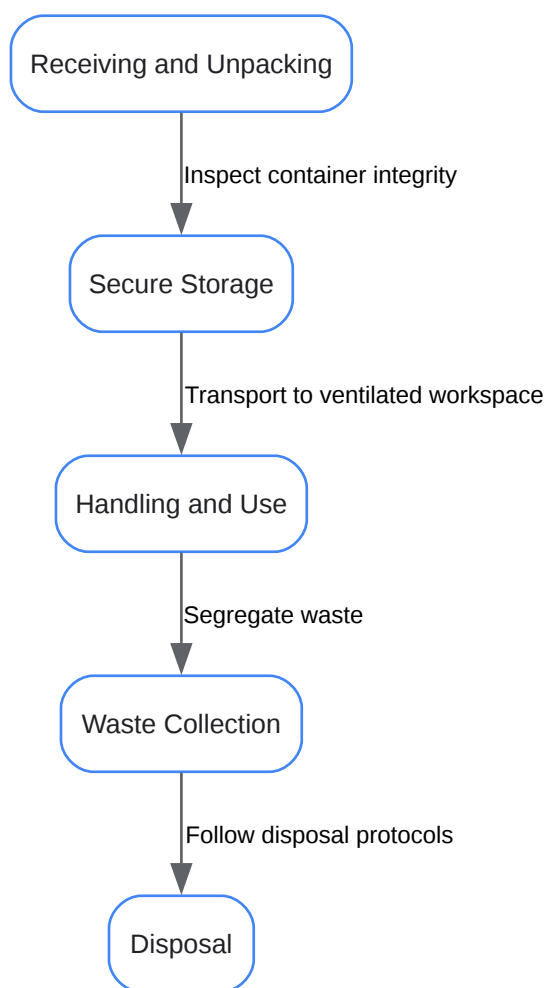 Receiving and Unpacking
Inspect container integrity
Secure Storage
Transport to ventilated workspace
Handling and Use
Segregate waste
Waste Collection
Follow disposal protocols
Disposal